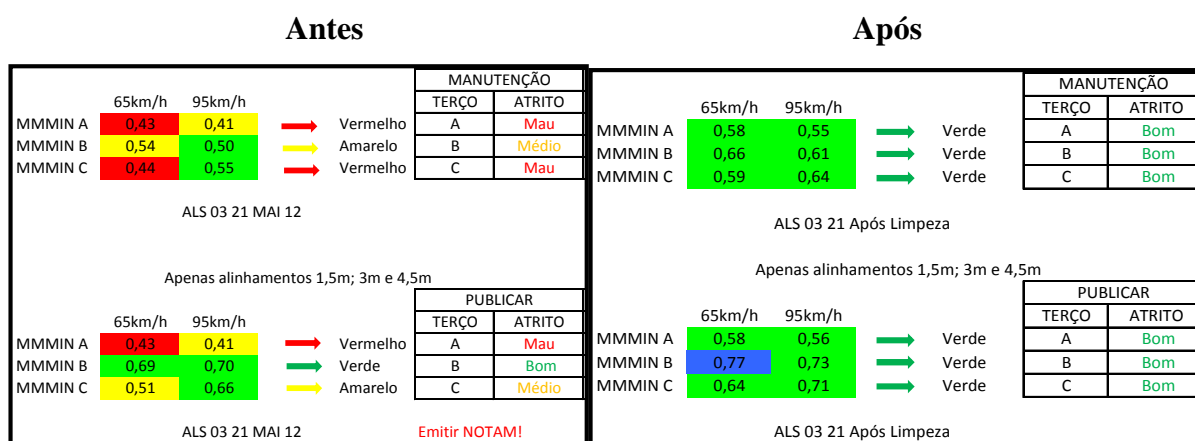 Antes
MANUTENÇÃO
65km/h 95km/h TERÇO ATRITO
MMMIN A 0,43 0,41 Vermelho A Mau
MMMIN B 0,54 0,50 Amarelo B Médio
MMMIN C 0,44 0,55 Vermelho C Mau
ALS 03 21 MAI 12
Apenas alinhamentos 1,5m; 3m e 4,5m
PUBLICAR
65km/h 95km/h TERÇO ATRITO
MMMIN A 0,43 0,41 Vermelho A Mau
MMMIN B 0,69 0,70 Verde B Bom
MMMIN C 0,51 0,66 Amarelo C Médio
ALS 03 21 MAI 12 Emitir NOTAM!
Após
MANUTENÇÃO
65km/h 95km/h TERÇO ATRITO
MMMIN A 0,58 0,55 Verde A Bom
MMMIN B 0,66 0,61 Verde B Bom
MMMIN C 0,59 0,64 Verde C Bom
ALS 03 21 Após Limpeza
Apenas alinhamentos 1,5m; 3m e 4,5m
PUBLICAR
65km/h 95km/h TERÇO ATRITO
MMMIN A 0,58 0,56 Verde A Bom
MMMIN B 0,77 0,73 Verde B Bom
MMMIN C 0,64 0,71 Verde C Bom
ALS 03 21 Após Limpeza